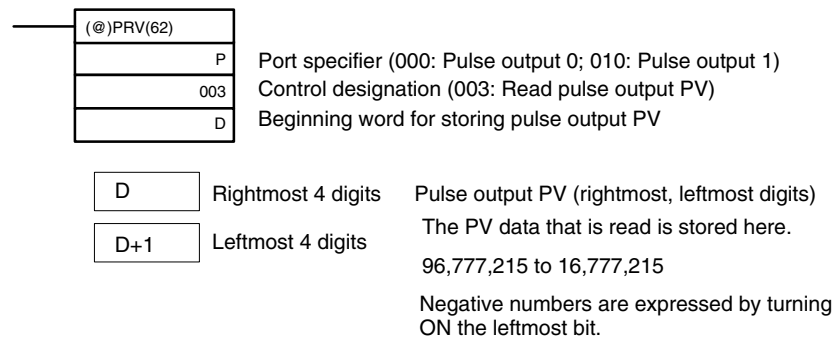 (@)PRV(62)
P Port specifier (000: Pulse output 0; 010: Pulse output 1)
003 Control designation (003: Read pulse output PV)
D Beginning word for storing pulse output PV
D Rightmost 4 digits Pulse output PV (rightmost, leftmost digits)
The PV data that is read is stored here.
D+1 Leftmost 4 digits
96,777,215 to 16,777,215
Negative numbers are expressed by turning
ON the leftmost bit.